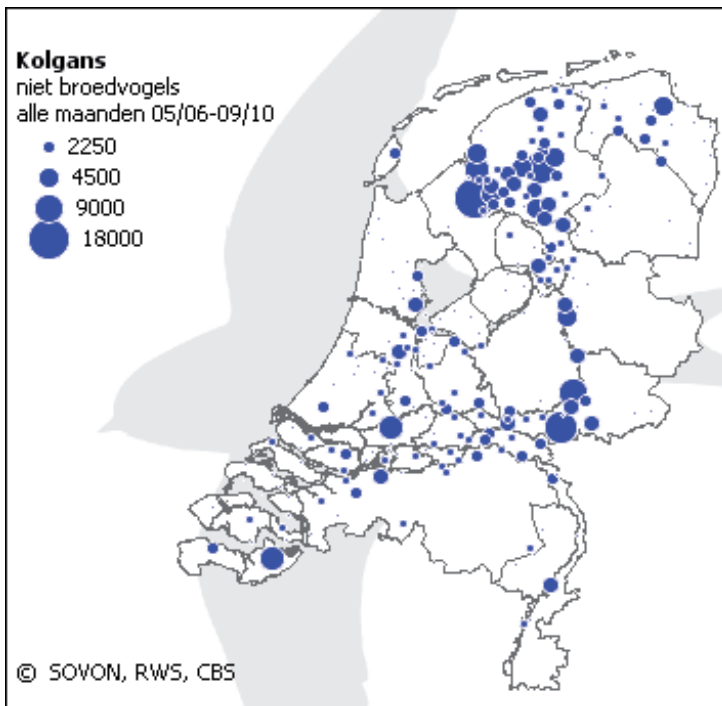 Kolgans
niet broedvogels
alle maanden 05/06-09/10
2250
4500
9000
18000
© SOVON, RWS, CBS